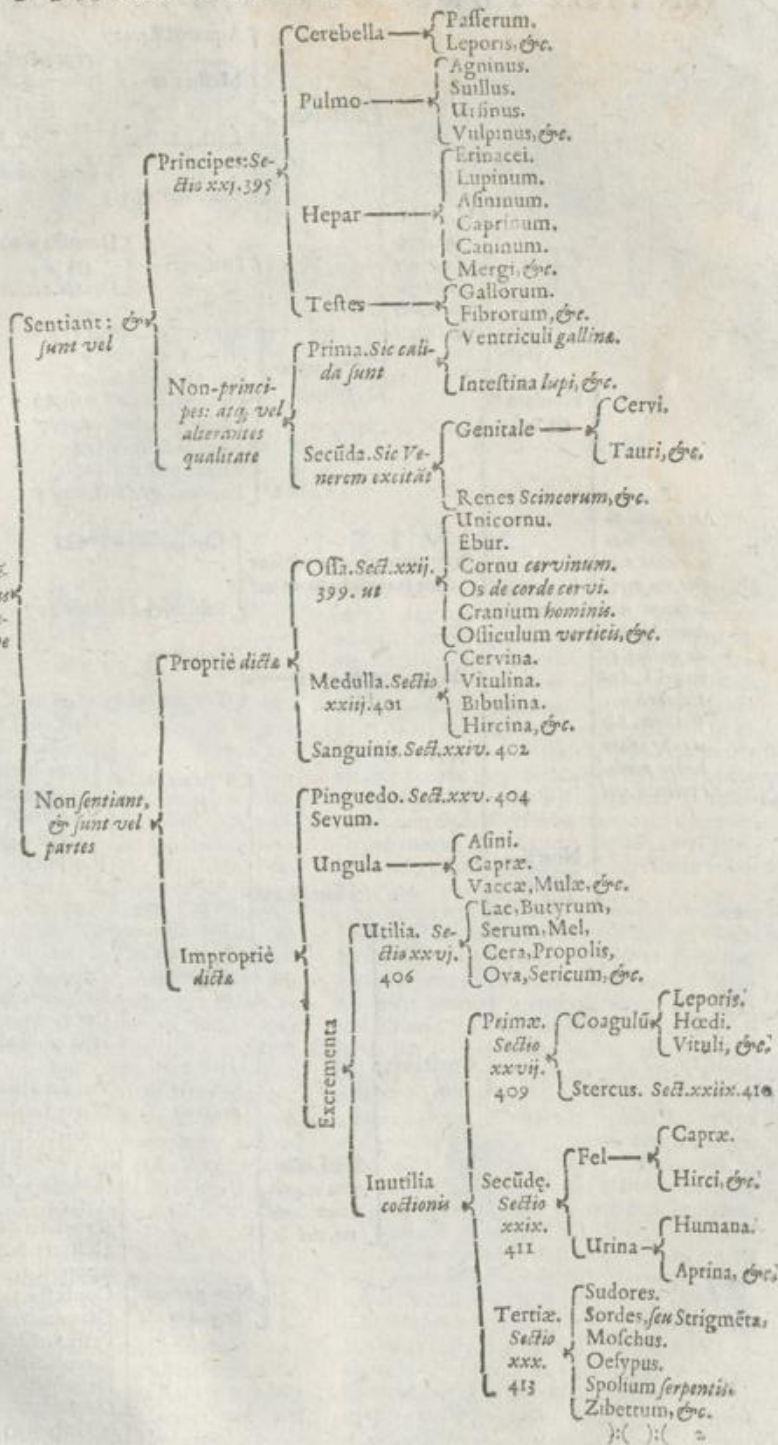 Cerebella
Passerum.
Leporis, &c.
Pulmo
Agninus.
Suillus.
Ursinus.
Vulpinus, &c.
Principes: Se-
ctio xxj. 395
Hepar
Erinacei.
Lupinum.
Asininum.
Caprinum.
Caninum.
Mergi, &c.
Testes
Gallorum.
Fibrorum, &c.
Sentiant: &
sunt vel
Non-princi-
pes: atq; vel
alterantes
qualitate
Prima. Sic cali-
da sunt
Ventriculi gallinæ.
Intestina lupi, &c.
Secūda. Sic Ve-
nerem excitāt
Genitale
Cervi.
Tauri, &c.
Renes Scincorum, &c.
Ossa. Sect. xxij.
399. ut
Unicornu.
Ebur.
Cornu cervinum.
Os de corde cervi.
Cranium hominis.
Ossiculum verticis, &c.
Propriè dictæ
Medulla. Sectio
xxiij. 401
Cervina.
Vitulina.
Bibulina.
Hircina, &c.
Sanguinis. Sect. xxiv. 402
Non sentiant,
& sunt vel
partes
Pinguedo. Sect. xxv. 404
Sevum.
Ungula
Asini.
Capræ.
Vaccæ, Mulæ, &c.
Impropriè
dictæ
Excrementa
Utilia. Se-
ctio xxvj.
406
Lac, Butyrum,
Serum, Mel,
Cera, Propolis,
Ova, Sericum, &c.
Inutilia
coctionis
Primæ.
Sectio
xxvij.
409
Coagulū
Leporis.
Hœdi.
Vituli, &c.
Stercus. Sect. xxiix. 410
Secūdę.
Sectio
xxix.
411
Fel
Capræ.
Hirci, &c.
Urina
Humana.
Aprina, &c.
Tertiæ.
Sectio
xxx.
413
Sudores.
Sordes, seu Strigmēta,
Moschus.
Oesypus.
Spolium serpentis.
Zibettum, &c.
):( ):( 2